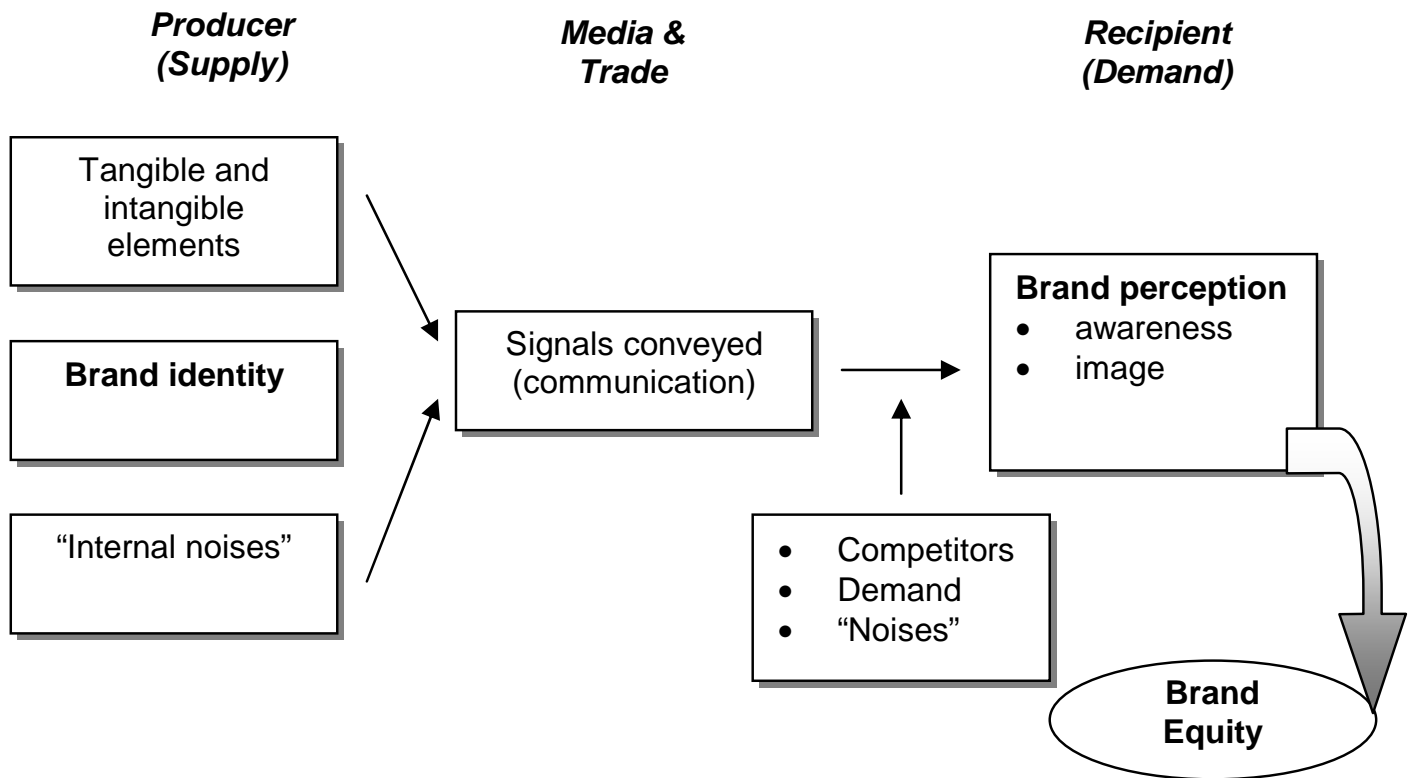 Producer
(Supply)
Media &
Trade
Recipient
(Demand)
Tangible and
intangible
elements
Brand identity
“Internal noises”
Signals conveyed
(communication)
Brand perception
• awareness
• image
• Competitors
• Demand
• “Noises”
Brand
Equity